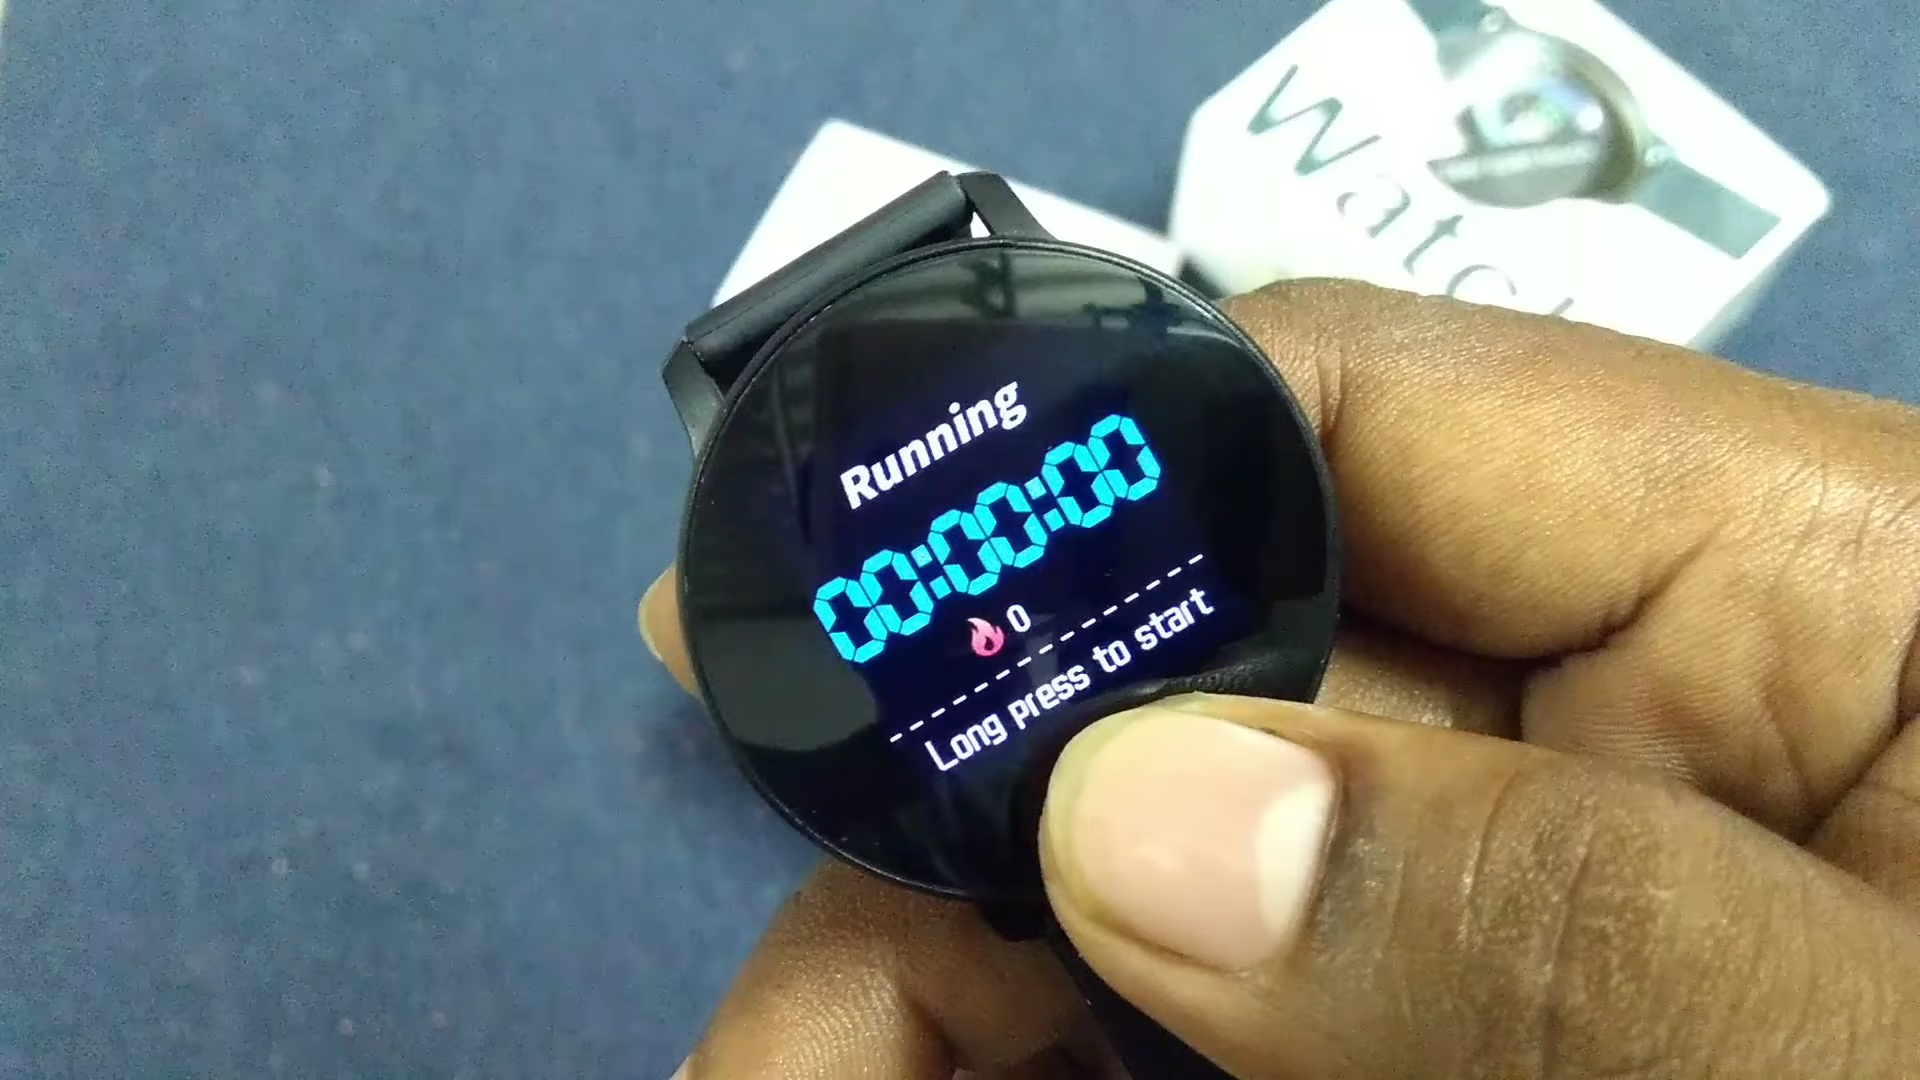 Running
00:00:00
0
Long press to start
Watch